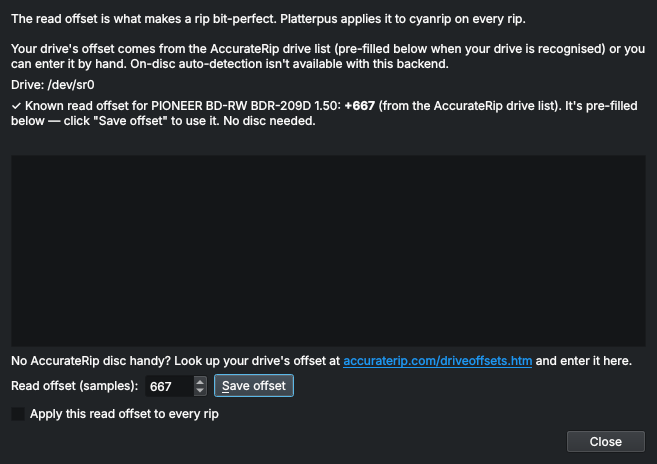 The read offset is what makes a rip bit-perfect. Platterpus applies it to cyanrip on every rip.
Your drive's offset comes from the AccurateRip drive list (pre-filled below when your drive is recognised) or you
can enter it by hand. On-disc auto-detection isn't available with this backend.
Drive: /dev/sr0
✓ Known read offset for PIONEER BD-RW BDR-209D 1.50: +667 (from the AccurateRip drive list). It's pre-filled
below — click "Save offset" to use it. No disc needed.
No AccurateRip disc handy? Look up your drive's offset at accuraterip.com/driveoffsets.htm and enter it here.
Read offset (samples): 667 Save offset
Apply this read offset to every rip
Close